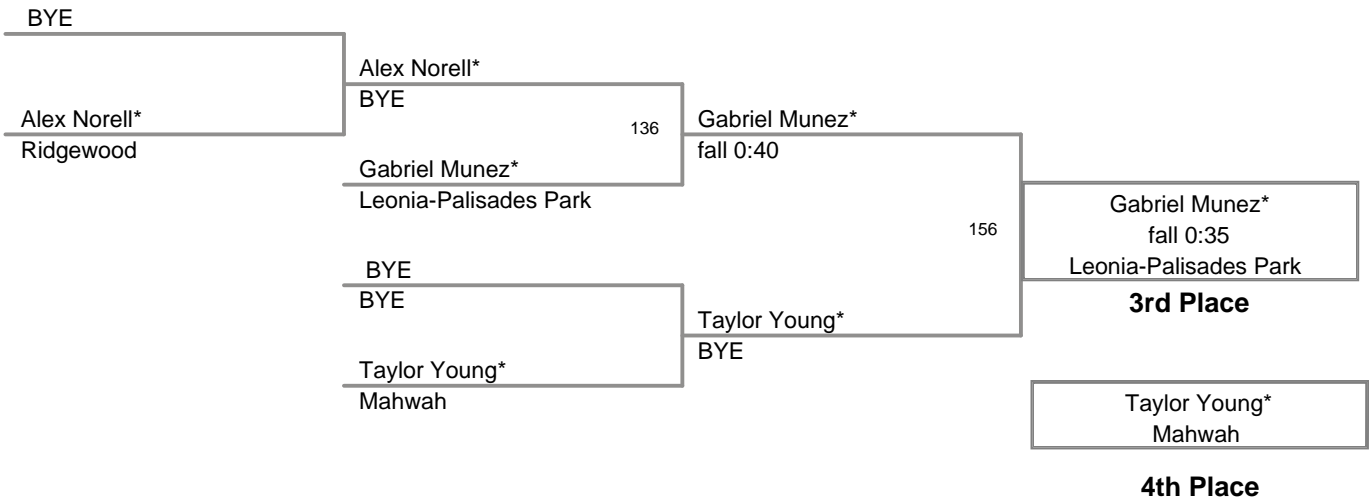 BYE
Alex Norell*
Ridgewood
Alex Norell*
BYE
136
Gabriel Munez*
Leonia-Palisades Park
BYE
BYE
Taylor Young*
Mahwah
Gabriel Munez*
fall 0:40
156
Taylor Young*
BYE
Gabriel Munez*
fall 0:35
Leonia-Palisades Park
3rd Place
Taylor Young*
Mahwah
4th Place